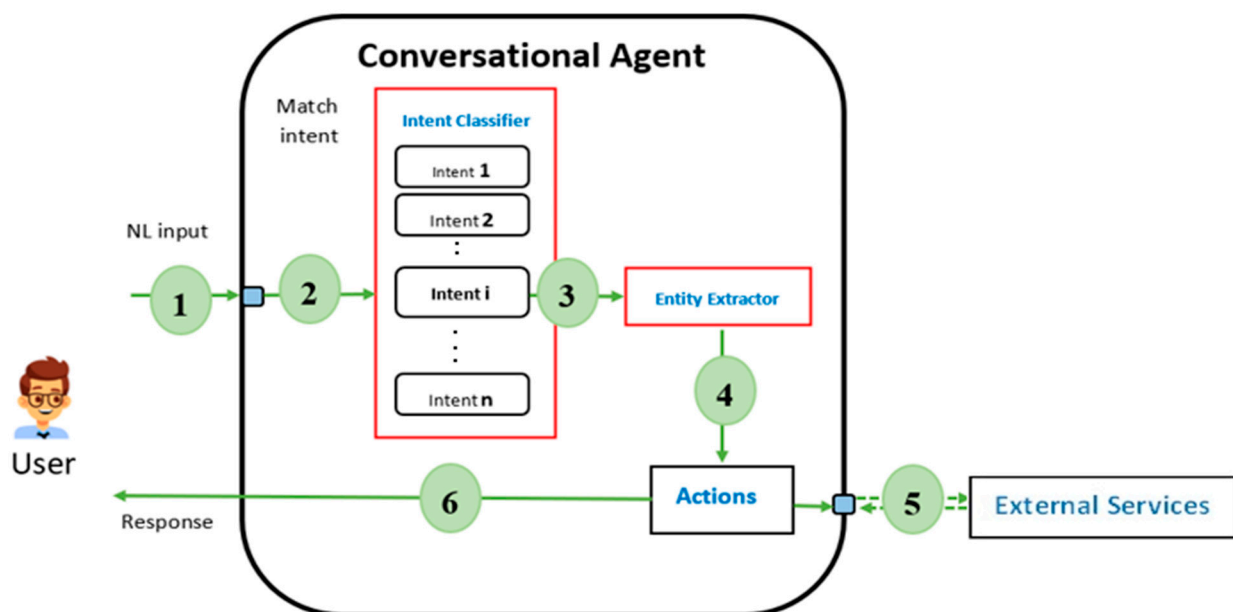 Conversational Agent
Match
intent
Intent Classifier
Intent 1
Intent 2
NL input
1
2
Intent i
3
Entity Extractor
Intent n
4
User
Response
6
Actions
5
External Services